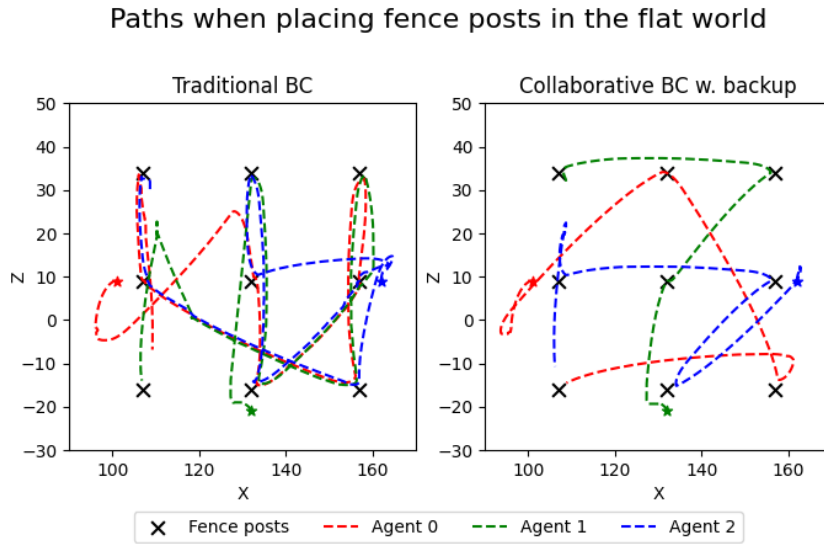 Paths when placing fence posts in the flat world
Traditional BC
Collaborative BC w. backup
50
40
30
20
10
0
−10
−20
−30
Z
100
120
140
160
X
50
40
30
20
10
0
−10
−20
−30
Z
100
120
140
160
X
Fence posts
Agent 0
Agent 1
Agent 2